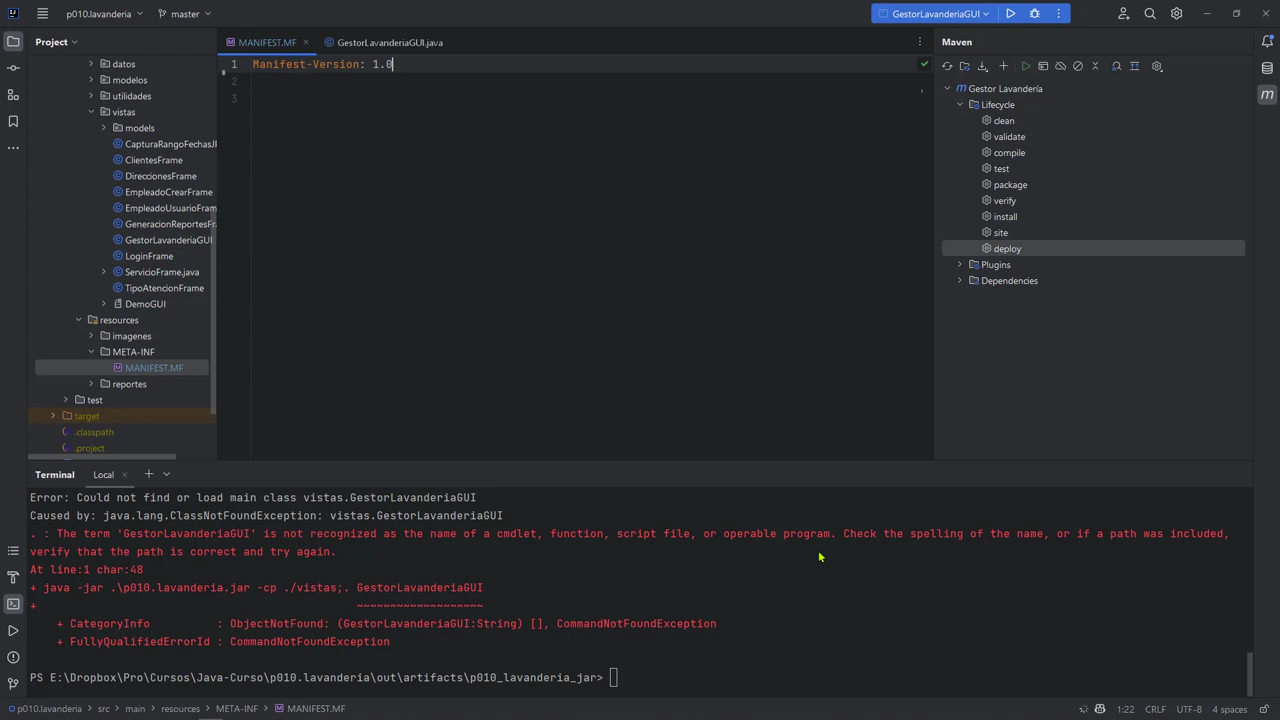 p010.lavanderia
master
GestorLavanderiaGUI
Project
datos
modelos
utilidades
vistas
models
CapturaRangoFechasJF
ClientesFrame
DireccionesFrame
EmpleadoCrearFrame
EmpleadoUsuarioFram
GeneracionReportesFr
GestorLavanderiaGUI
LoginFrame
ServicioFrame.java
TipoAtencionFrame
DemoGUI
resources
imagenes
META-INF
MANIFEST.MF
reportes
test
target
.classpath
.project
MANIFEST.MF
GestorLavanderiaGUI.java
1 Manifest-Version: 1.0
2
3
Maven
m Gestor Lavandería
Lifecycle
clean
validate
compile
test
package
verify
install
site
deploy
Plugins
Dependencies
m
Terminal
Local
Error: Could not find or load main class vistas.GestorLavanderiaGUI
Caused by: java.lang.ClassNotFoundException: vistas.GestorLavanderiaGUI
. : The term 'GestorLavanderiaGUI' is not recognized as the name of a cmdlet, function, script file, or operable program. Check the spelling of the name, or if a path was included,
verify that the path is correct and try again.
At line:1 char:48
+ java -jar .\p010.lavanderia.jar -cp ./vistas;. GestorLavanderiaGUI
+ ~~~~~~~~~~~~~~~~~~~
+ CategoryInfo : ObjectNotFound: (GestorLavanderiaGUI:String) [], CommandNotFoundException
+ FullyQualifiedErrorId : CommandNotFoundException
PS E:\Dropbox\Pro\Cursos\Java-Curso\p010.lavanderia\out\artifacts\p010_lavanderia_jar>
p010.lavanderia > src > main > resources > META-INF > MANIFEST.MF
1:22 CRLF UTF-8 4 spaces